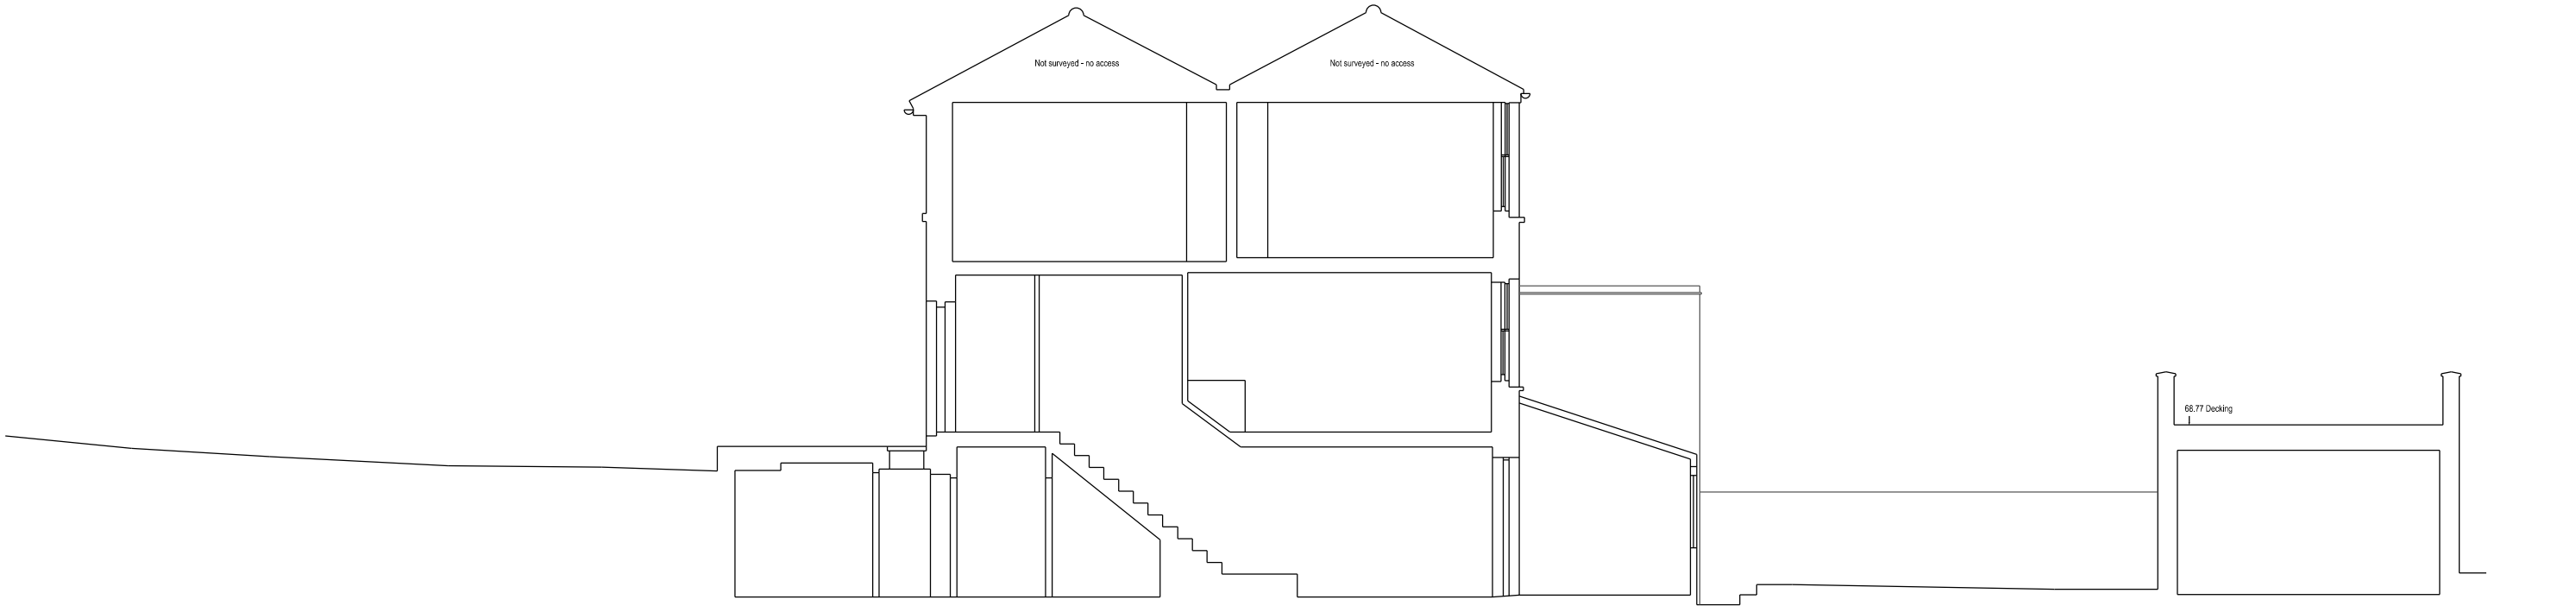 Not surveyed - no access
Not surveyed - no access
68.77 Decking